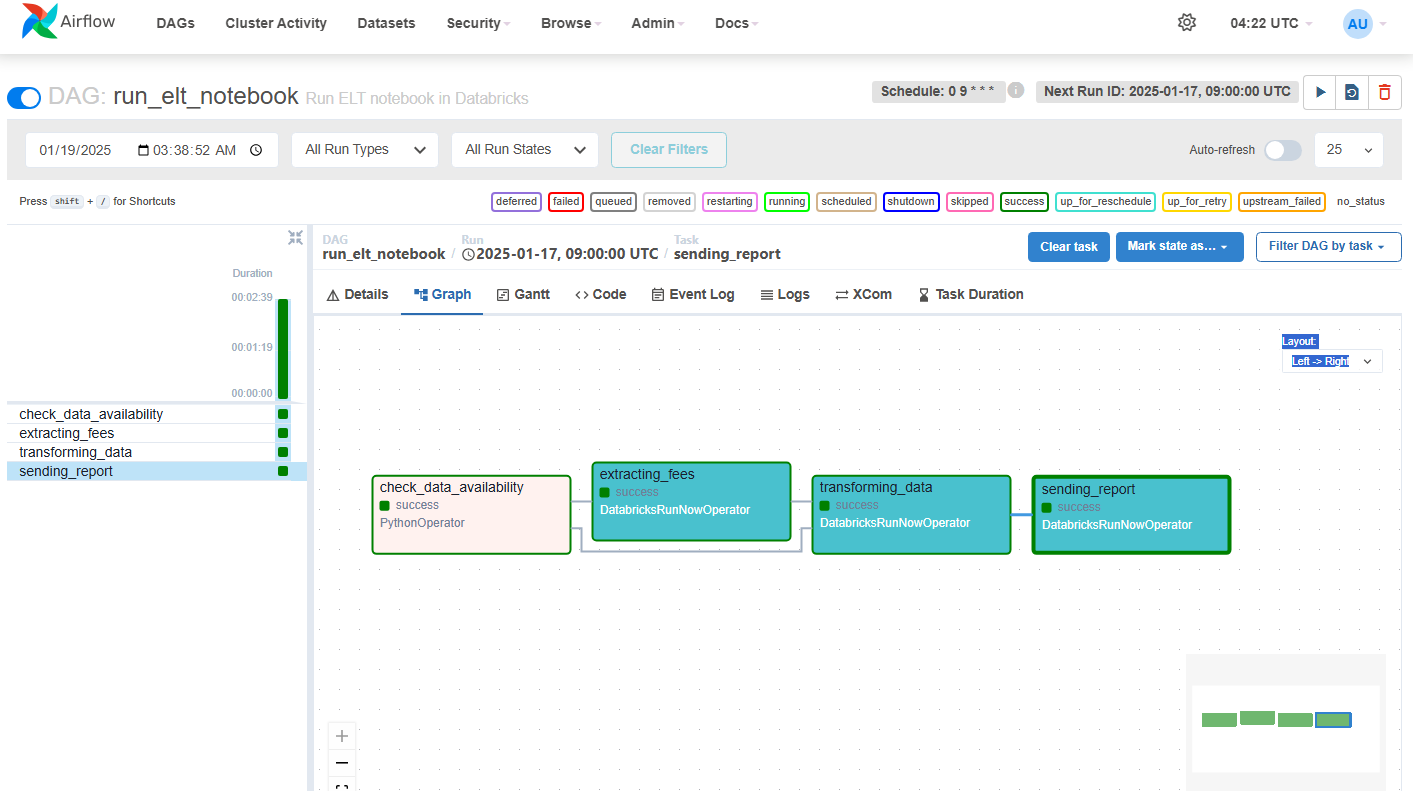 Airflow DAGs Cluster Activity Datasets Security Browse Admin Docs 04:22 UTC AU
DAG: run_elt_notebook Run ELT notebook in Databricks Schedule: 0 9 * * * i Next Run ID: 2025-01-17, 09:00:00 UTC
01/19/2025 03:38:52 AM All Run Types All Run States Clear Filters Auto-refresh 25
Press shift + / for Shortcuts deferred failed queued removed restarting running scheduled shutdown skipped success up_for_reschedule up_for_retry upstream_failed no_status
DAG Run Task
run_elt_notebook / 2025-01-17, 09:00:00 UTC / sending_report Clear task Mark state as... Filter DAG by task
Duration
00:02:39
00:01:19
00:00:00
check_data_availability
extracting_fees
transforming_data
sending_report
Details Graph Gantt <> Code Event Log Logs XCom Task Duration
Layout:
Left -> Right
check_data_availability
success
PythonOperator
extracting_fees
success
DatabricksRunNowOperator
transforming_data
success
DatabricksRunNowOperator
sending_report
success
DatabricksRunNowOperator